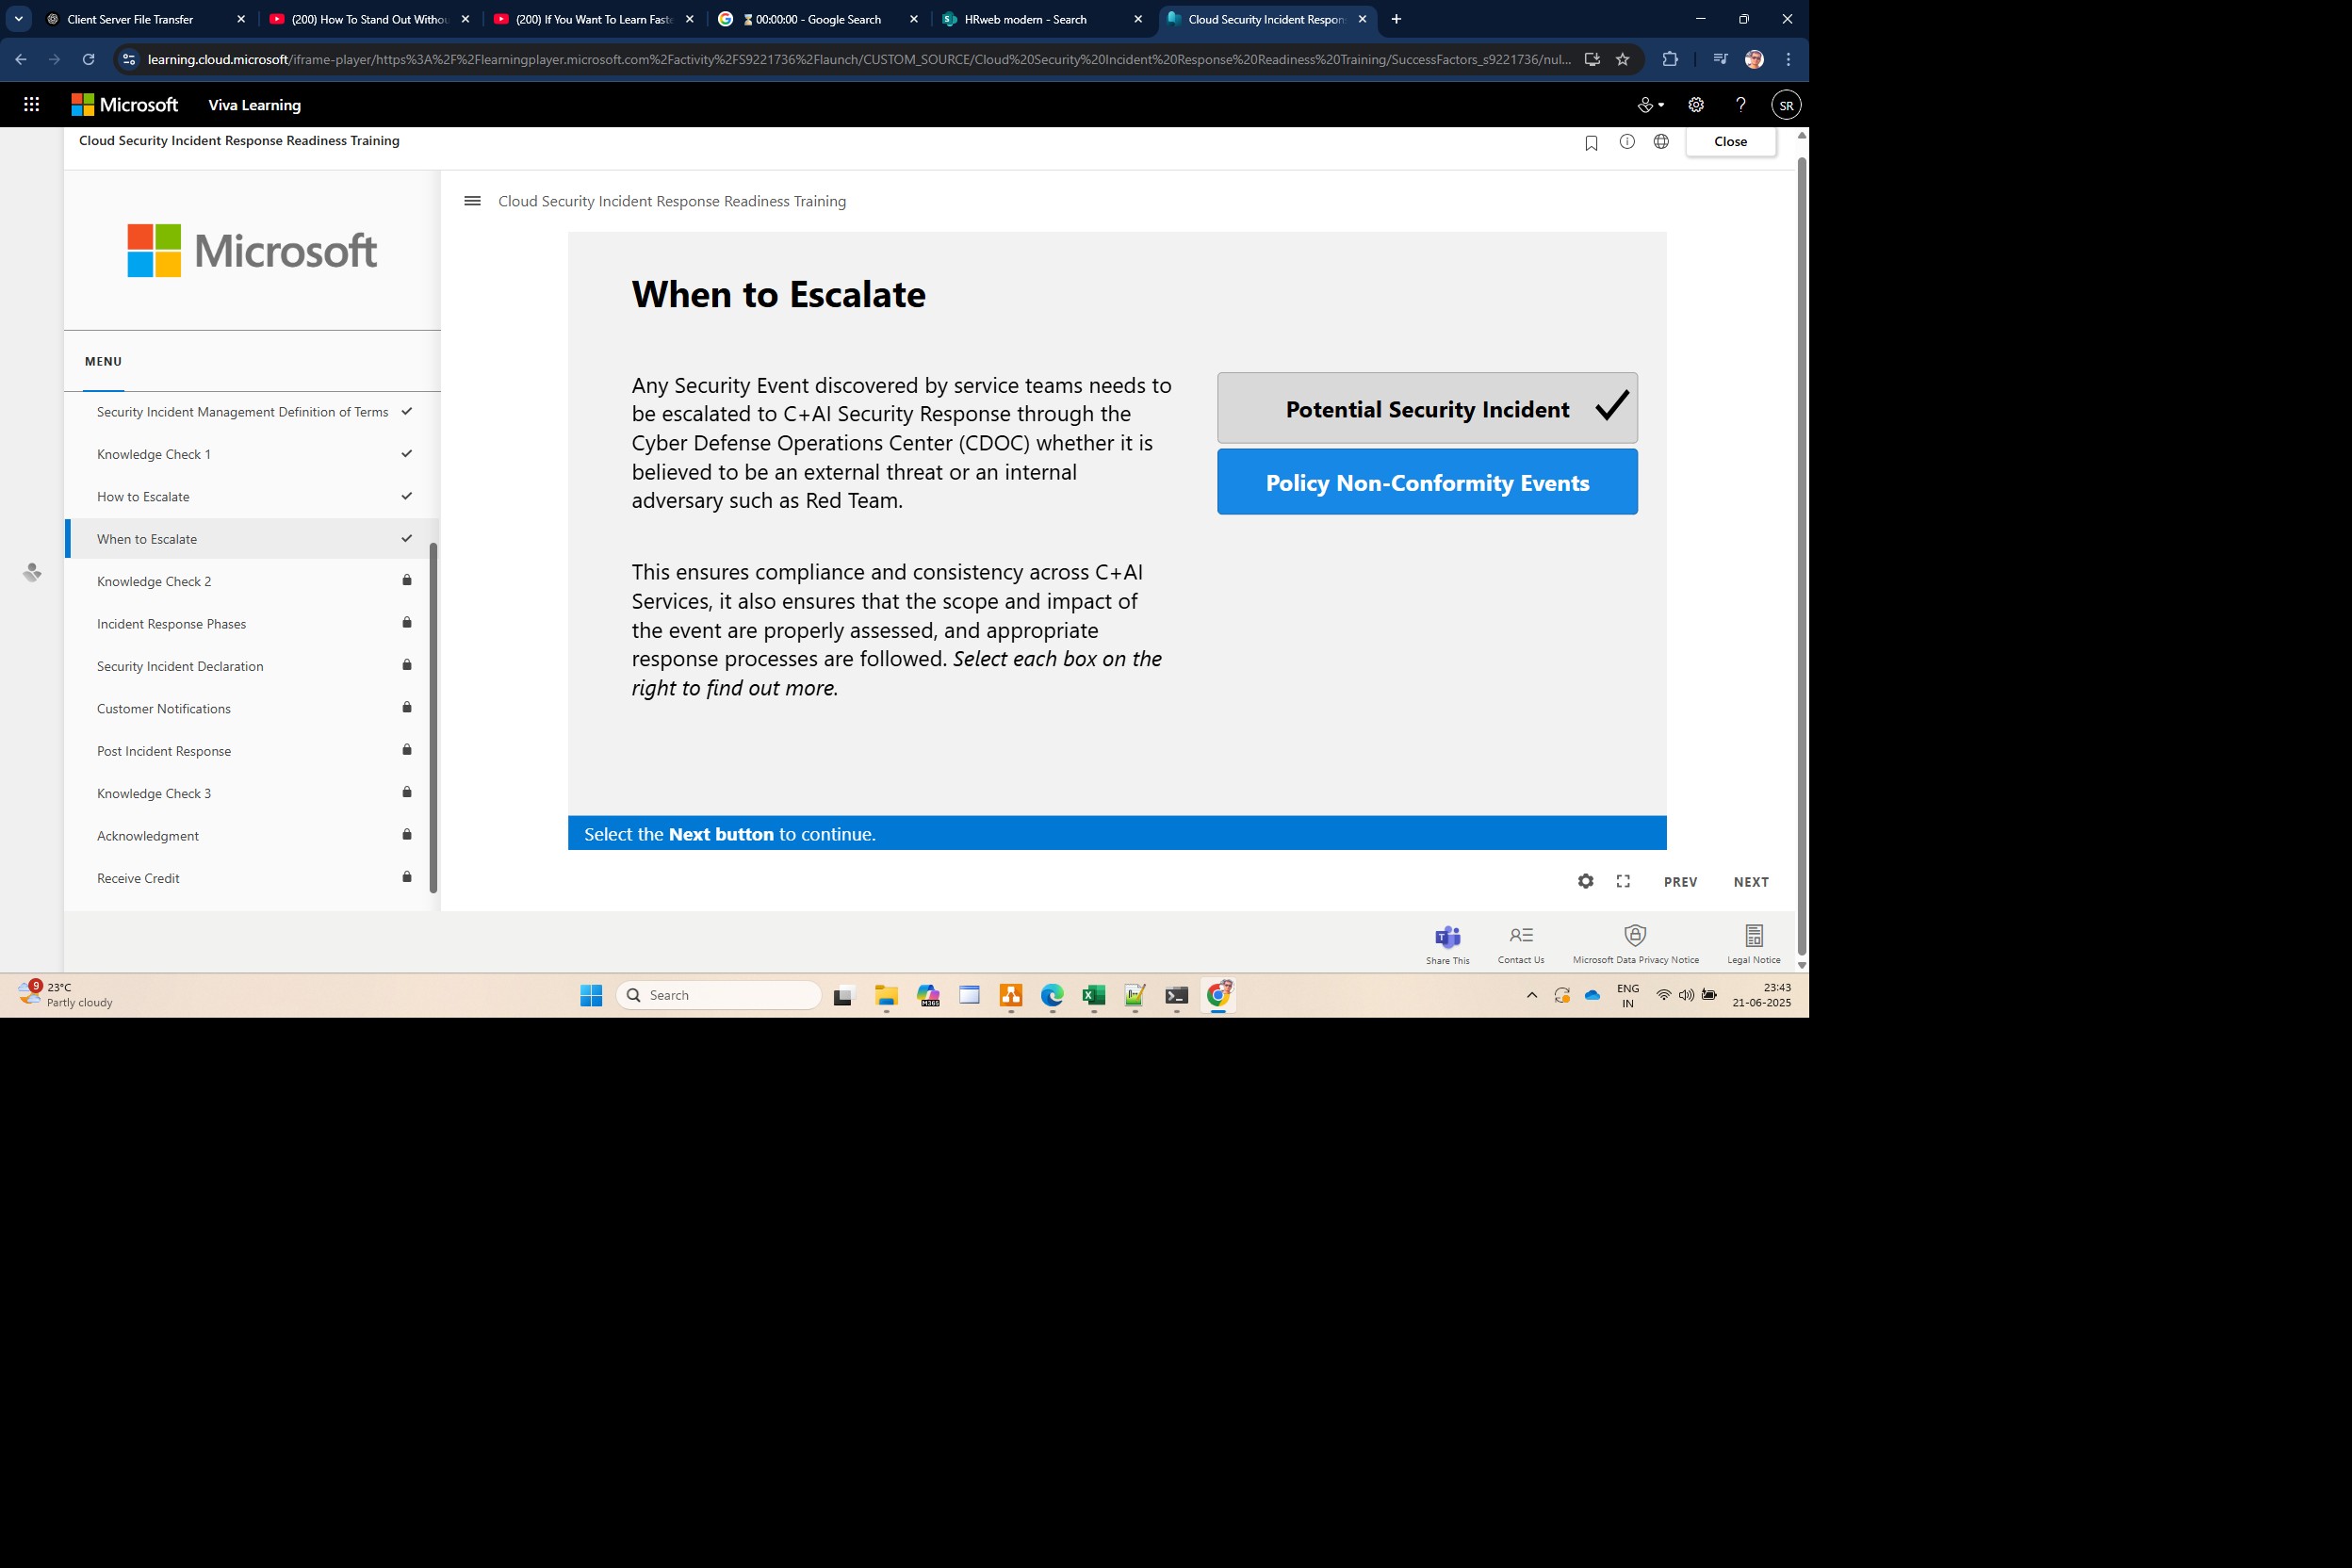 Client Server File Transfer
(200) How To Stand Out Withou
(200) If You Want To Learn Faste
00:00:00 - Google Search
HRweb modern - Search
Cloud Security Incident Respon
learning.cloud.microsoft/iframe-player/https%3A%2F%2Flearningplayer.microsoft.com%2Factivity%2FS9221736%2Flaunch/CUSTOM_SOURCE/Cloud%20Security%20Incident%20Response%20Readiness%20Training/SuccessFactors_s9221736/nul...
Microsoft
Viva Learning
?
SR
Cloud Security Incident Response Readiness Training
Close
Microsoft
Cloud Security Incident Response Readiness Training
MENU
Security Incident Management Definition of Terms
Knowledge Check 1
How to Escalate
When to Escalate
Knowledge Check 2
Incident Response Phases
Security Incident Declaration
Customer Notifications
Post Incident Response
Knowledge Check 3
Acknowledgment
Receive Credit
When to Escalate
Any Security Event discovered by service teams needs to
be escalated to C+AI Security Response through the
Cyber Defense Operations Center (CDOC) whether it is
believed to be an external threat or an internal
adversary such as Red Team.
This ensures compliance and consistency across C+AI
Services, it also ensures that the scope and impact of
the event are properly assessed, and appropriate
response processes are followed. Select each box on the
right to find out more.
Potential Security Incident
Policy Non-Conformity Events
Select the Next button to continue.
PREV
NEXT
Share This
Contact Us
Microsoft Data Privacy Notice
Legal Notice
9
23°C
Partly cloudy
Search
M365
ENG
IN
23:43
21-06-2025